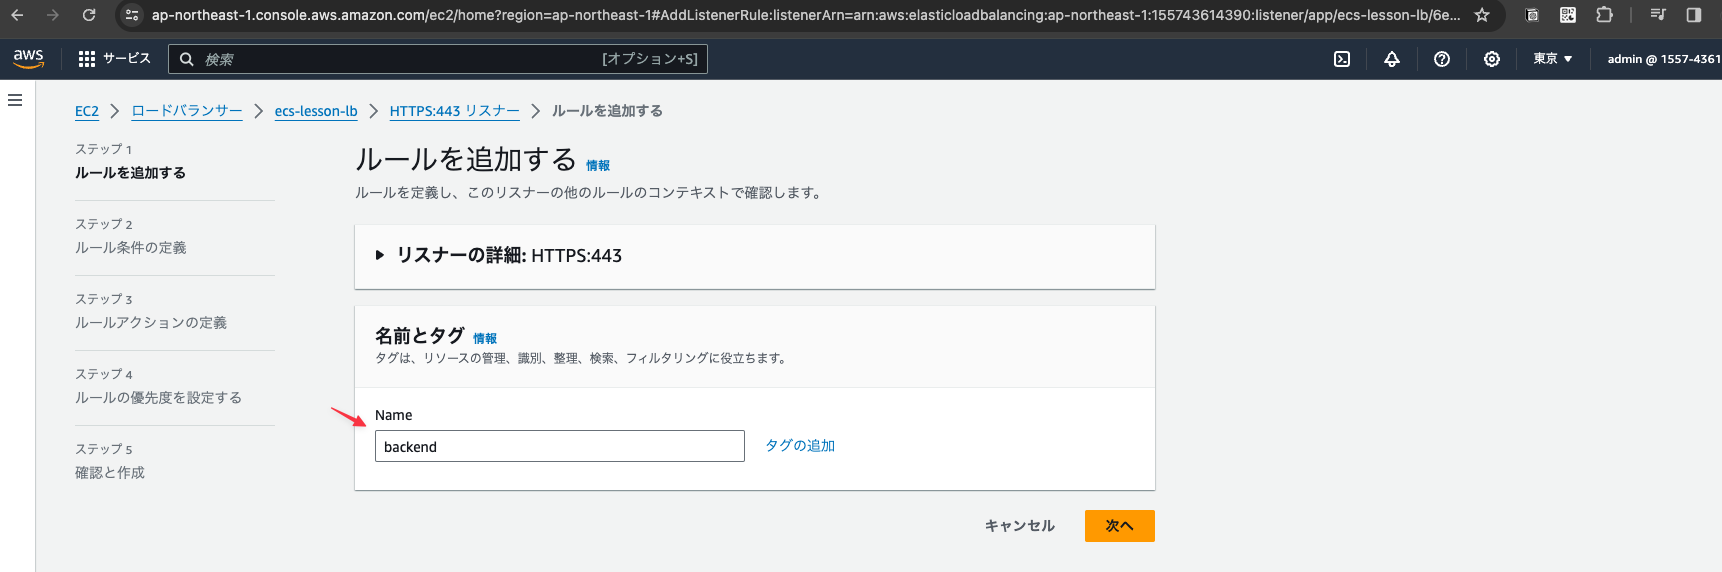 ap-northeast-1.console.aws.amazon.com/ec2/home?region=ap-northeast-1#AddListenerRule:listenerArn=arn:aws:elasticloadbalancing:ap-northeast-1:155743614390:listener/app/ecs-lesson-lb/6e...
aws サービス 検索 [オプション+S] 東京 ▼ admin @ 1557-4361
EC2 > ロードバランサー > ecs-lesson-lb > HTTPS:443 リスナー > ルールを追加する
ステップ 1
ルールを追加する
ステップ 2
ルール条件の定義
ステップ 3
ルールアクションの定義
ステップ 4
ルールの優先度を設定する
ステップ 5
確認と作成
ルールを追加する 情報
ルールを定義し、このリスナーの他のルールのコンテキストで確認します。
リスナーの詳細: HTTPS:443
名前とタグ 情報
タグは、リソースの管理、識別、整理、検索、フィルタリングに役立ちます。
Name
backend タグの追加
キャンセル 次へ